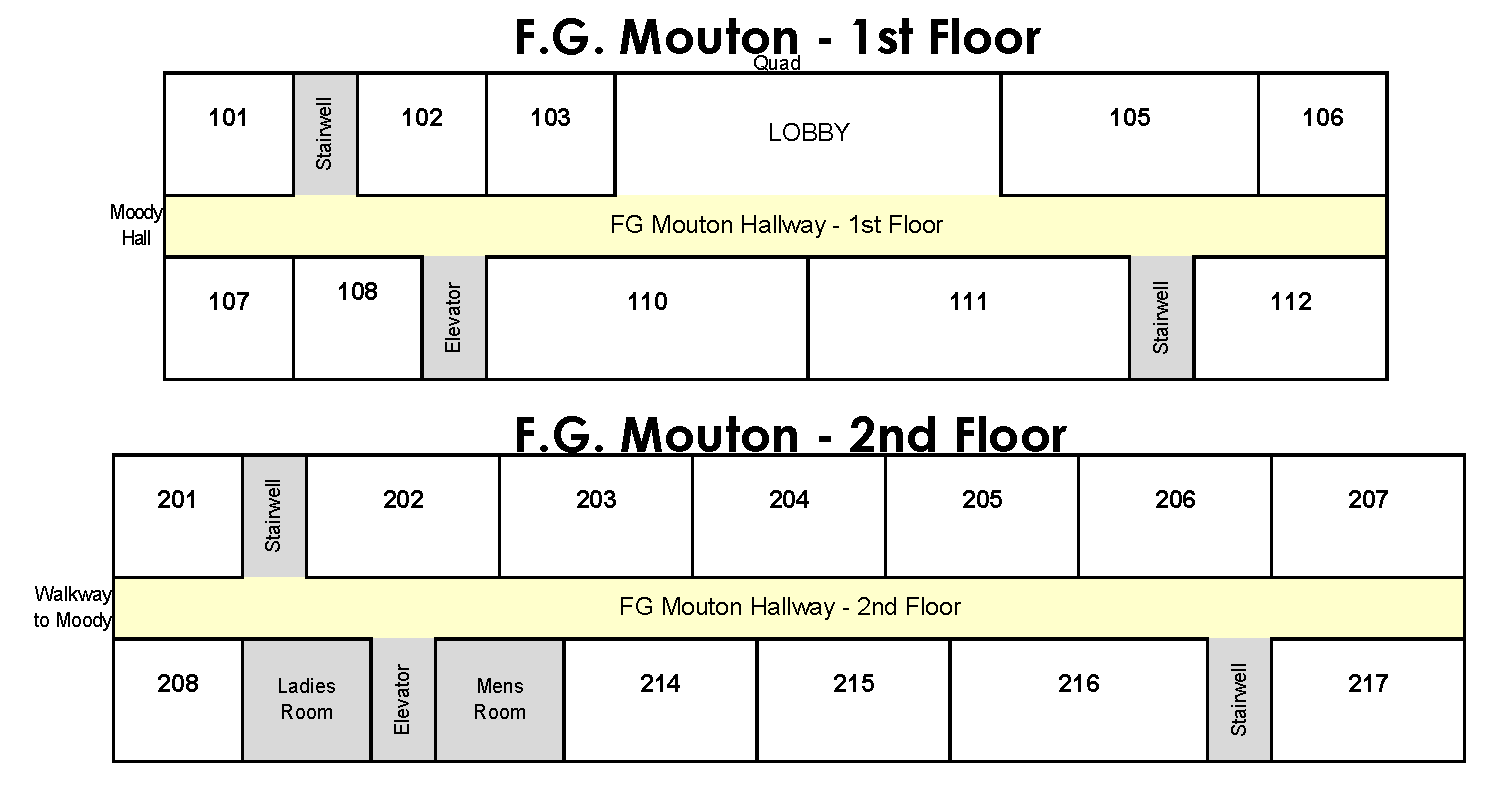 F.G. Mouton - 1st Floor
Quad
101
Stairwell
102
103
LOBBY
105
106
Moody
Hall
FG Mouton Hallway - 1st Floor
107
108
Elevator
110
111
Stairwell
112
F.G. Mouton - 2nd Floor
201
Stairwell
202
203
204
205
206
207
Walkway
to Moody
FG Mouton Hallway - 2nd Floor
208
Ladies
Room
Elevator
Mens
Room
214
215
216
Stairwell
217